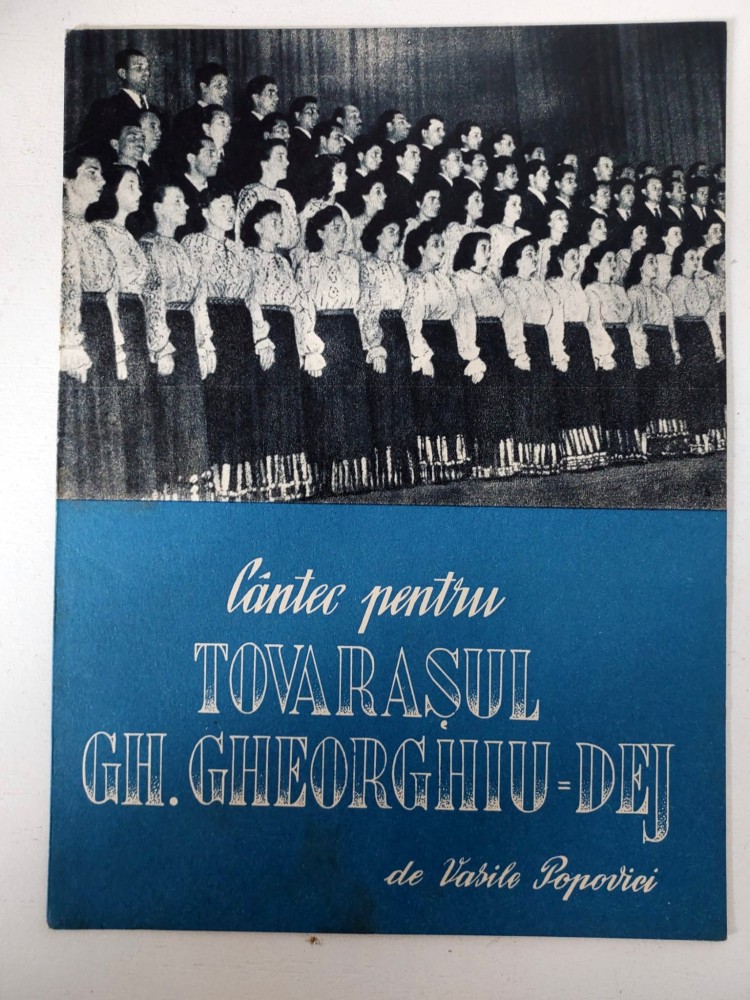 Cântec pentru
TOVARAȘUL
GH. GHEORGHIU=DEJ
de Vasile Popovici